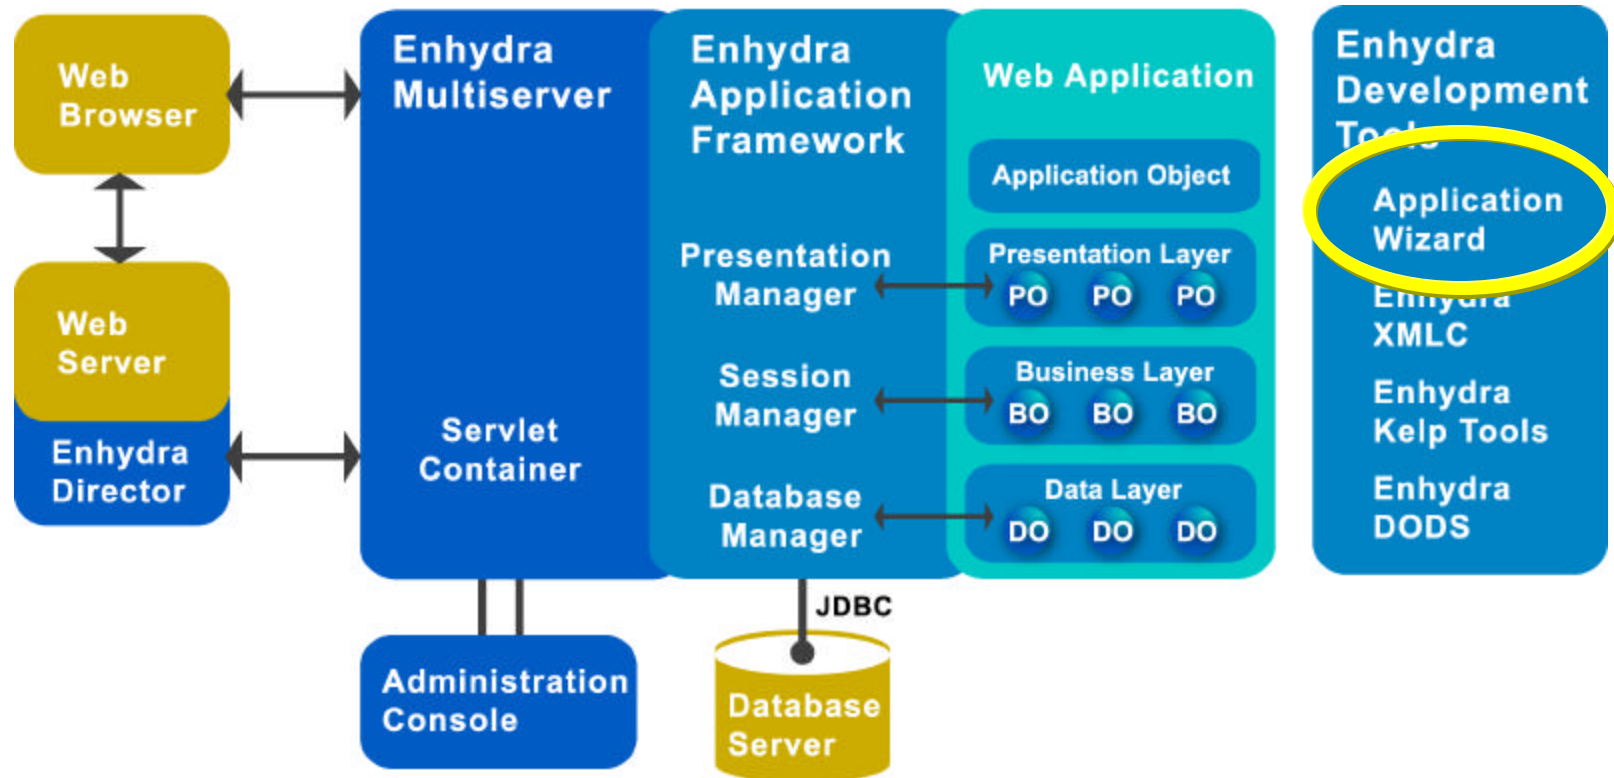 Web
Browser
Web
Server
Enhydra
Director
Enhydra
Multiserver
Servlet
Container
Administration
Console
Enhydra
Application
Framework
Presentation
Manager
Session
Manager
Database
Manager
JDBC
Database
Server
Web Application
Application Object
Presentation Layer
PO PO PO
Business Layer
BO BO BO
Data Layer
DO DO DO
Enhydra
Development
Tools
Application
Wizard
Enhydra
XMLC
Enhydra
Kelp Tools
Enhydra
DODS